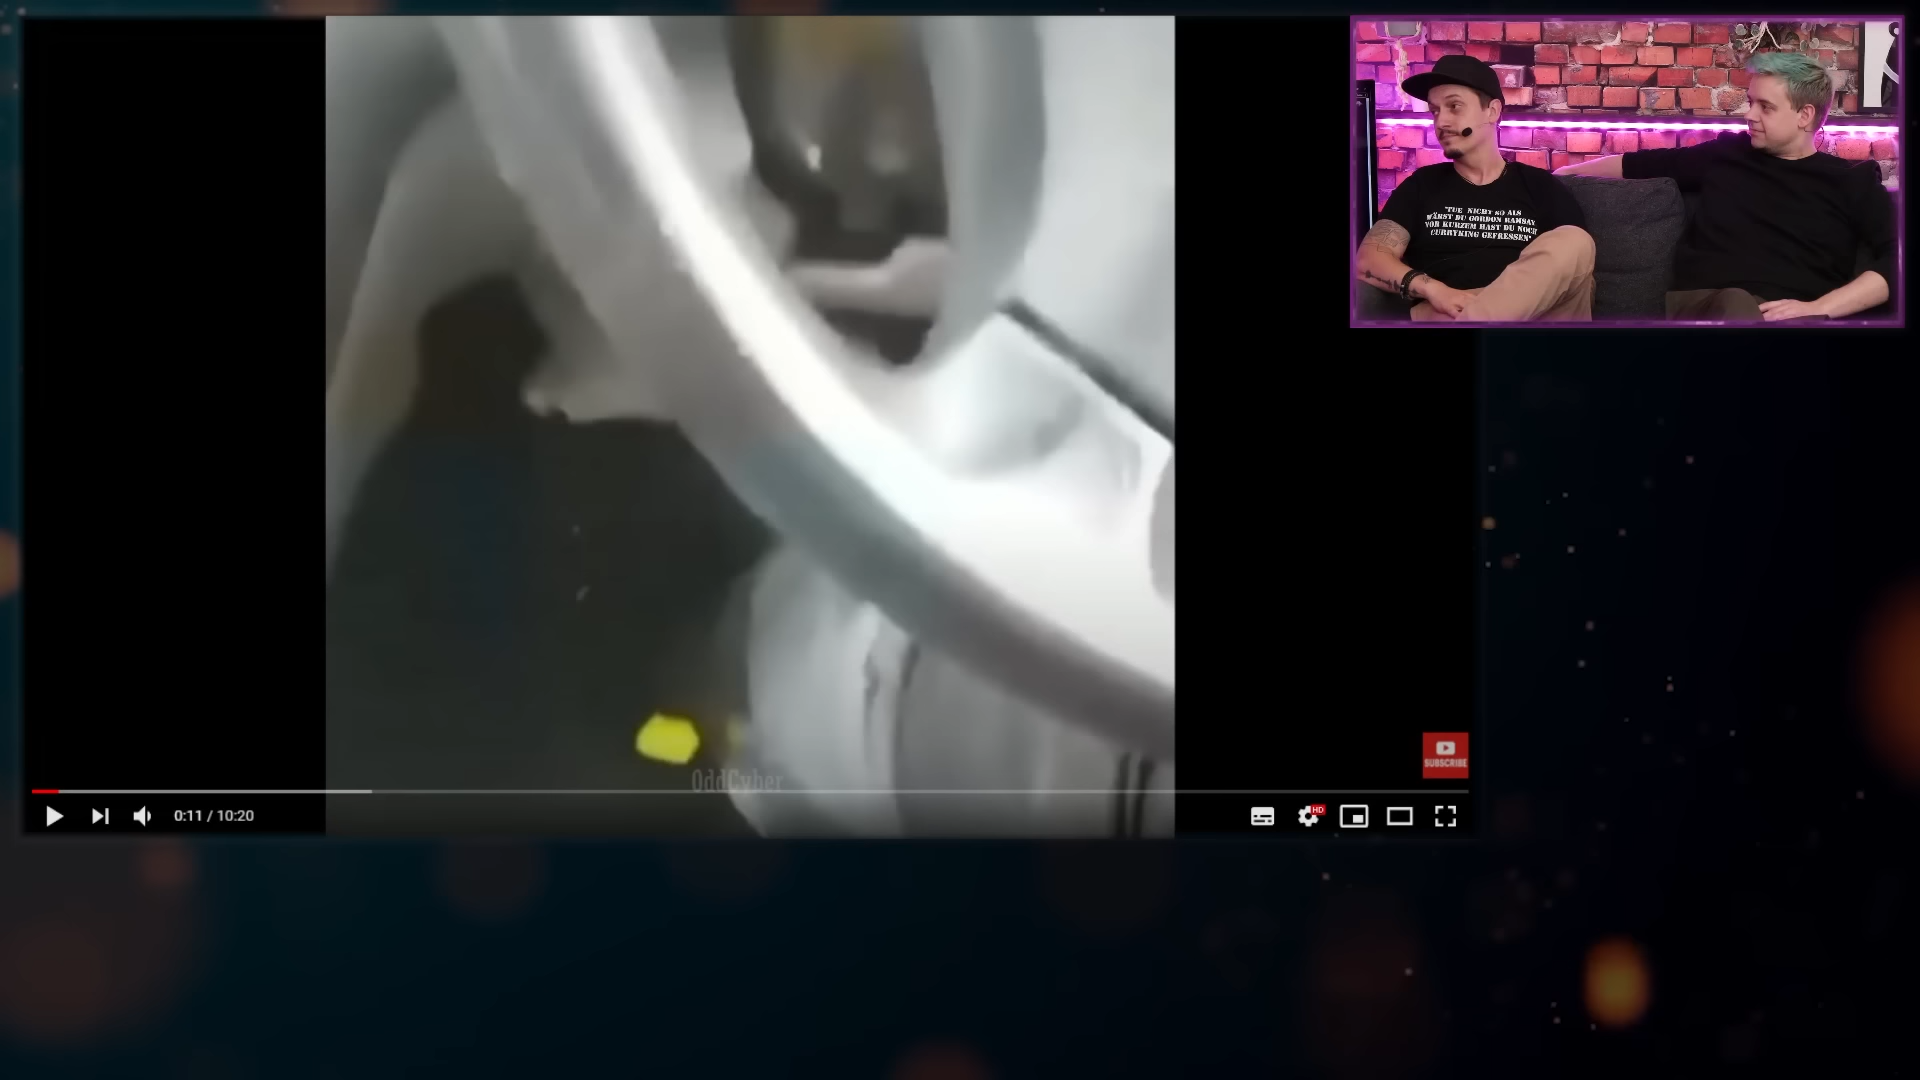 "TUE NICHT SO ALS
WÄRST DU GORDON RAMSAY
VOR KURZEM HAST DU NOCH
CURRYKING GEFRESSEN"
SUBSCRIBE
OddCyber
0:11 / 10:20
HD